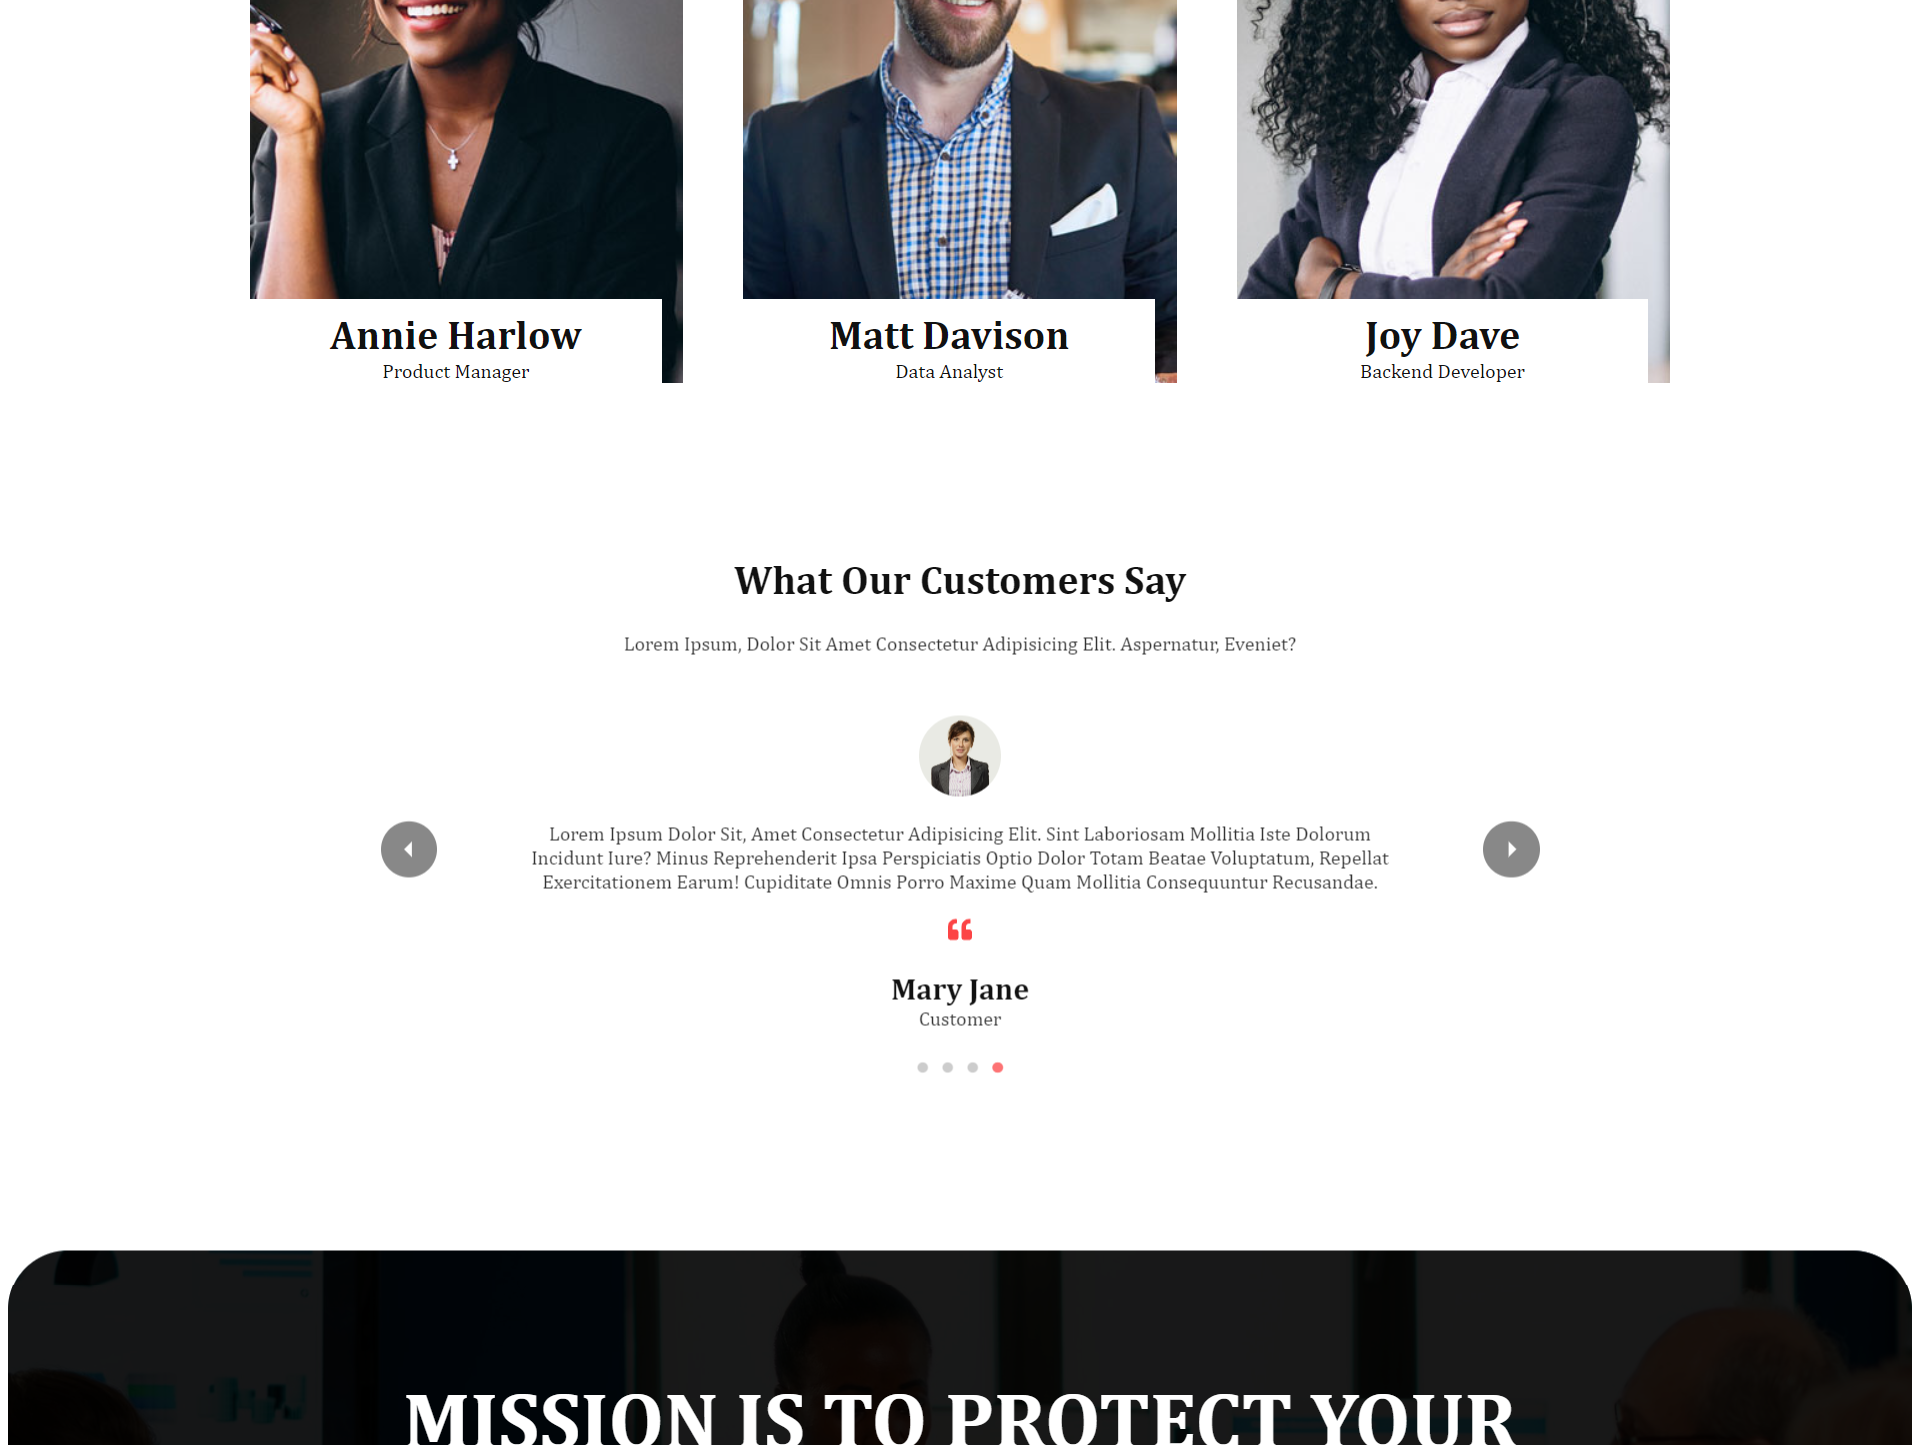 Annie Harlow
Product Manager
Matt Davison
Data Analyst
Joy Dave
Backend Developer
What Our Customers Say
Lorem Ipsum, Dolor Sit Amet Consectetur Adipisicing Elit. Aspernatur, Eveniet?
Lorem Ipsum Dolor Sit, Amet Consectetur Adipisicing Elit. Sint Laboriosam Mollitia Iste Dolorum
Incidunt Iure? Minus Reprehenderit Ipsa Perspiciatis Optio Dolor Totam Beatae Voluptatum, Repellat
Exercitationem Earum! Cupiditate Omnis Porro Maxime Quam Mollitia Consequuntur Recusandae.
Mary Jane
Customer
MISSION IS TO PROTECT YOUR